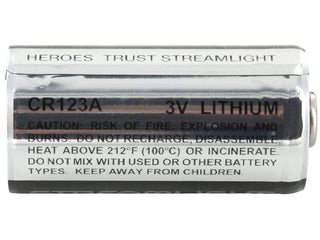 HEROES TRUST STREAMLIGHT
CR123A 3V LITHIUM
CAUTION: RISK OF FIRE, EXPLOSION AND
BURNS. DO NOT RECHARGE, DISASSEMBLE
HEAT ABOVE 212°F (100°C) OR INCINERATE.
DO NOT MIX WITH USED OR OTHER BATTERY
TYPES. KEEP AWAY FROM CHILDREN.